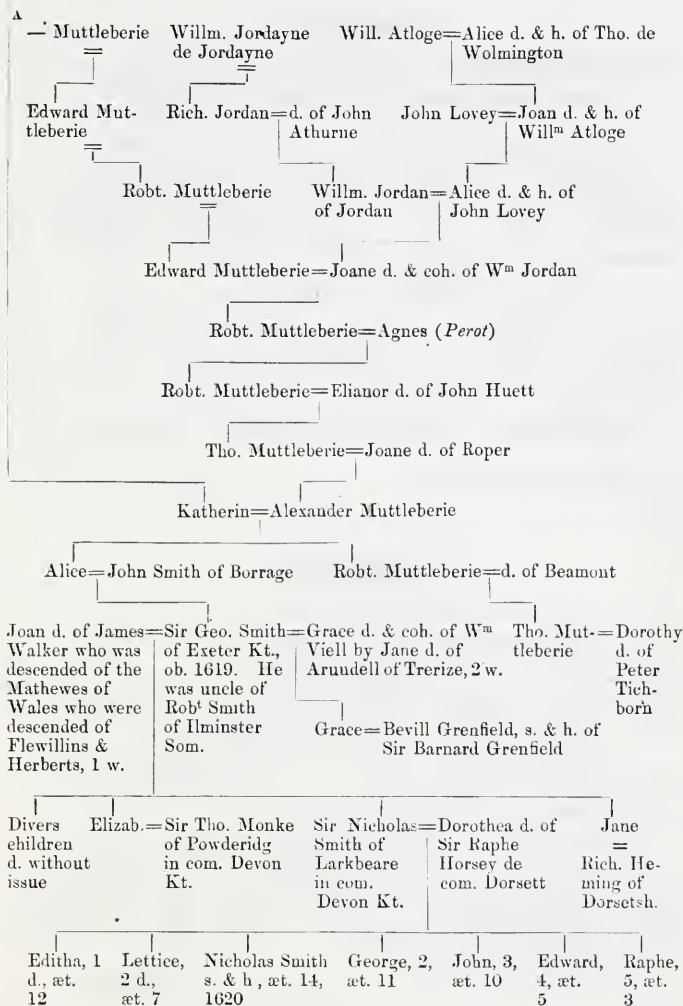 A
— Muttleberie Willm. Jordayne Will. Atloge=Alice d. & h. of Tho. de
de Jordayne Wolmington
Edward Mut- Rich. Jordan=d. of John John Lovey=Joan d. & h. of
tleberie Athurne Willm Atloge
Robt. Muttleberie Willm. Jordan=Alice d. & h. of
of Jordan John Lovey
Edward Muttleberie=Joane d. & coh. of Wm Jordan
Robt. Muttleberie=Agnes (Perot)
Robt. Muttleberie=Elianor d. of John Huett
Tho. Muttleberie=Joane d. of Roper
Katherin=Alexander Muttleberie
Alice=John Smith of Borrage Robt. Muttleberie=d. of Beamont
Joan d. of James=Sir Geo. Smith=Grace d. & coh. of Wm Tho. Mut-=Dorothy
Walker who was of Exeter Kt., Viell by Jane d. of tleberie d. of
descended of the ob. 1619. He Aruudell of Trerize, 2 w. Peter
Mathewes of was uncle of Tich-
Wales who were Robt Smith born
descended of of Ilminster Grace=Bevill Grenfield, s. & h. of
Flewillins & Som. Sir Barnard Grenfield
Herberts, 1 w.
Divers Elizab.=Sir Tho. Monke Sir Nicholas=Dorothea d. of Jane
children of Powderidg Smith of Sir Raphe =
d. without in com. Devon Larkbeare Horsey de Rich. He-
issue Kt. in com. com. Dorsett ming of
Devon Kt. Dorsetsh.
Editha, 1 Lettice, Nicholas Smith George, 2, John, 3, Edward, Raphe,
d., æt. 2 d., s. & h , æt. 14, æt. 11 æt. 10 4, æt. 5, æt.
12 æt. 7 1620 5 3